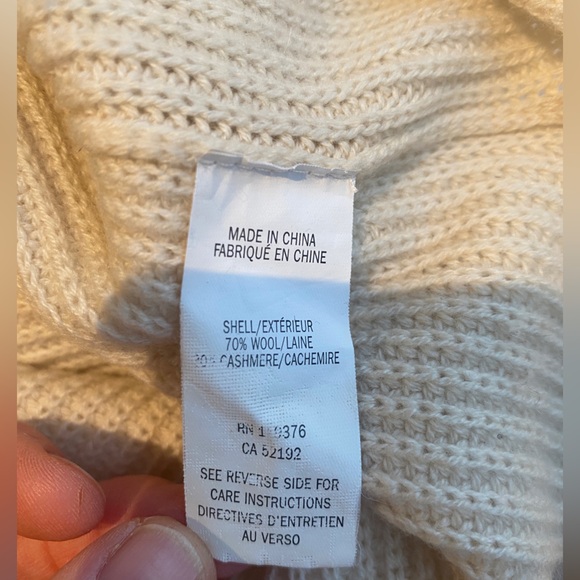 MADE IN CHINA
FABRIQUÉ EN CHINE
SHELL/EXTÉRIEUR
70% WOOL/LAINE
CASHMERE/CACHEMIRE
RN
CA 52192
SEE REVERSE SIDE FOR
CARE INSTRUCTIONS
DIRECTIVES D'ENTRETIEN
AU VERSO